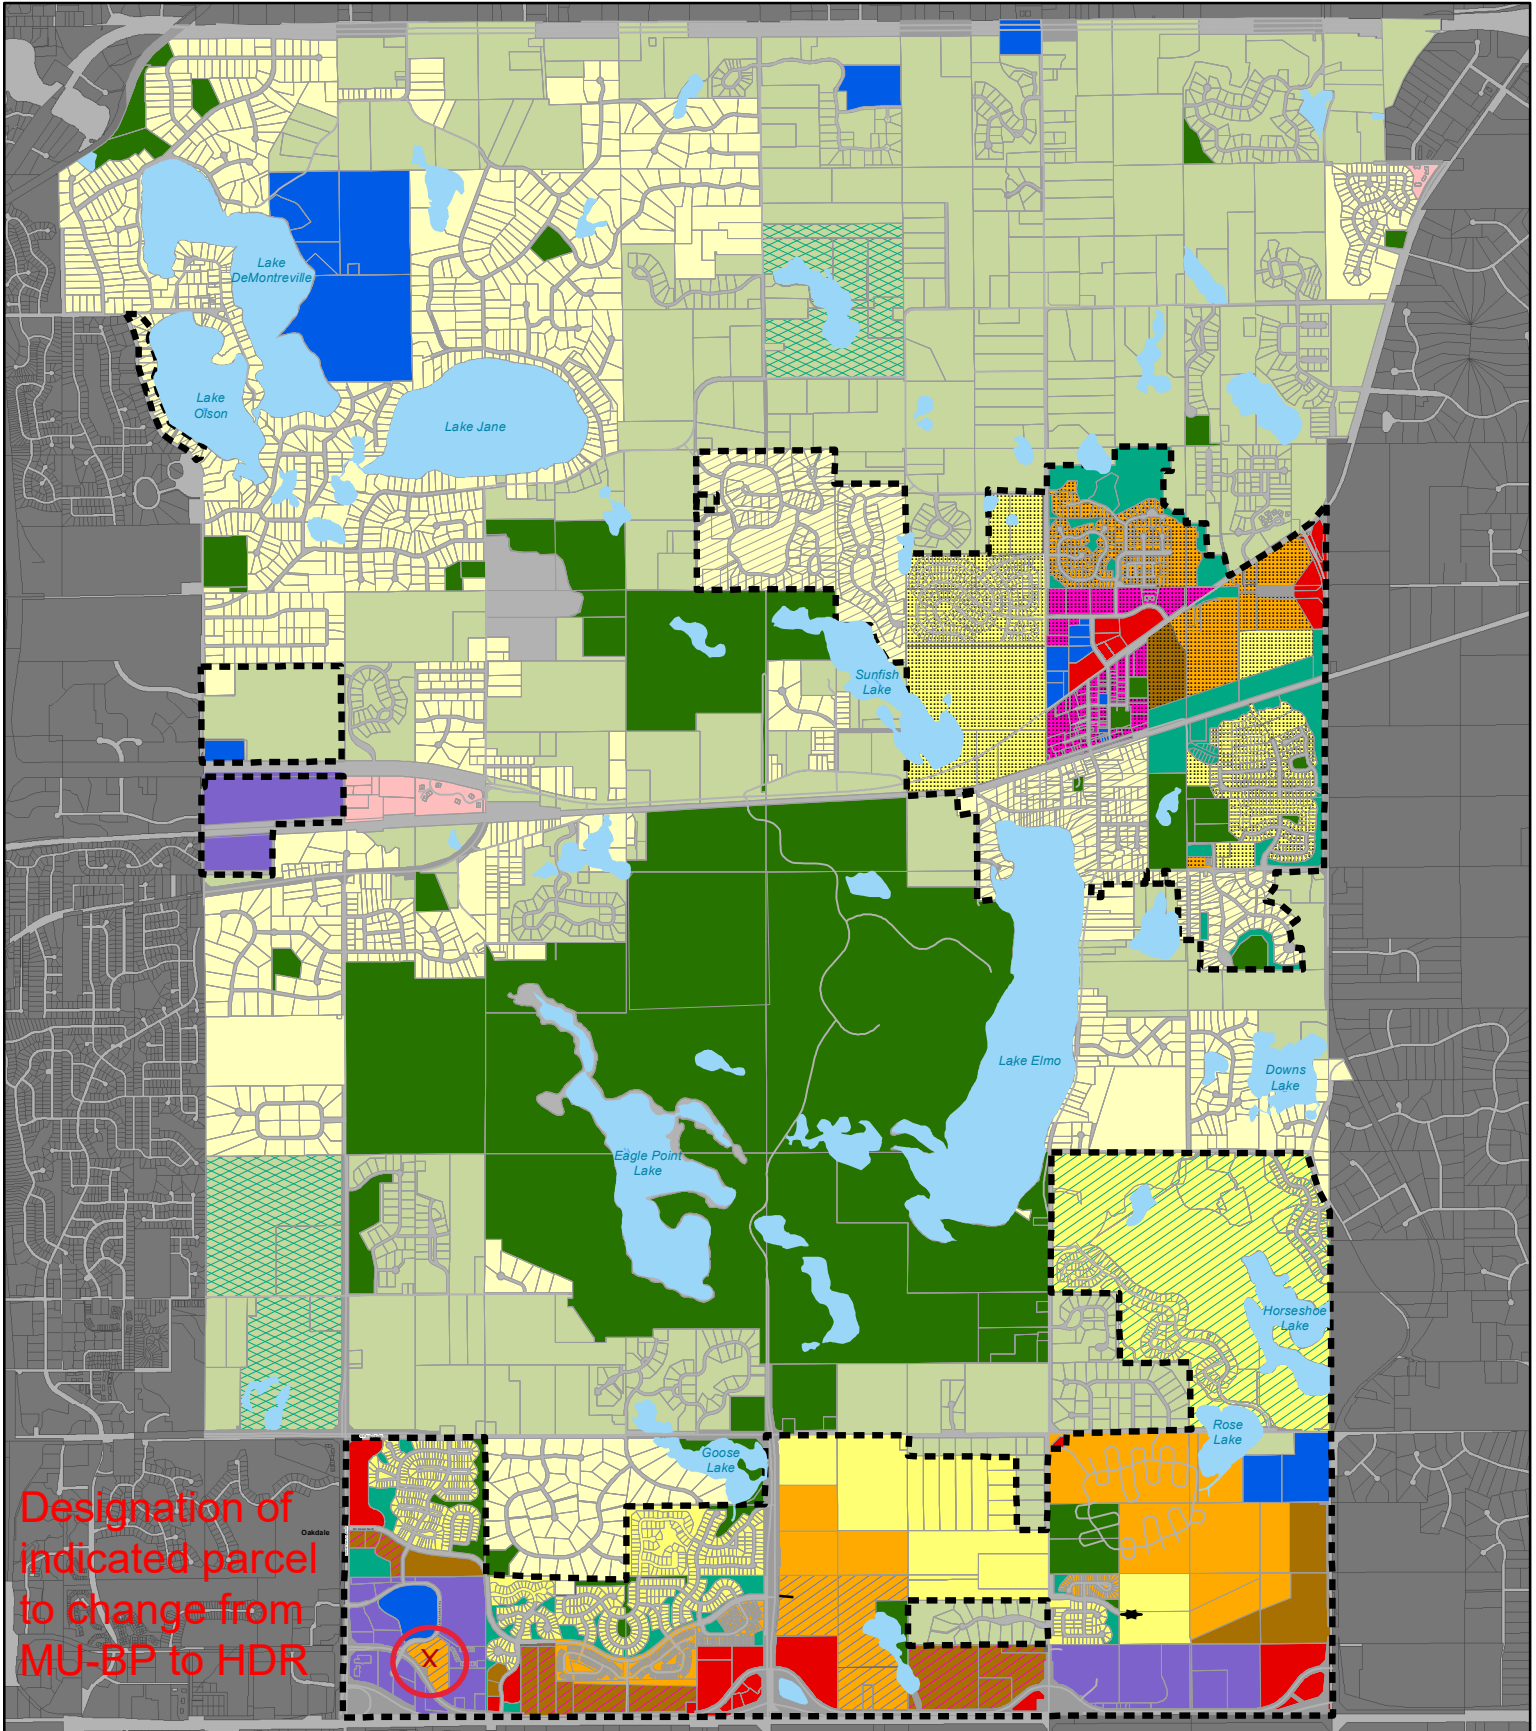 Lake
DeMontreville
Lake
Olson
Lake Jane
Sunfish
Lake
Lake Elmo
Downs
Lake
Eagle Point
Lake
Horseshoe
Lake
Rose
Lake
Goose
Lake
Designation of
indicated parcel
to change from
MU-BP to HDR
Oakdale
X